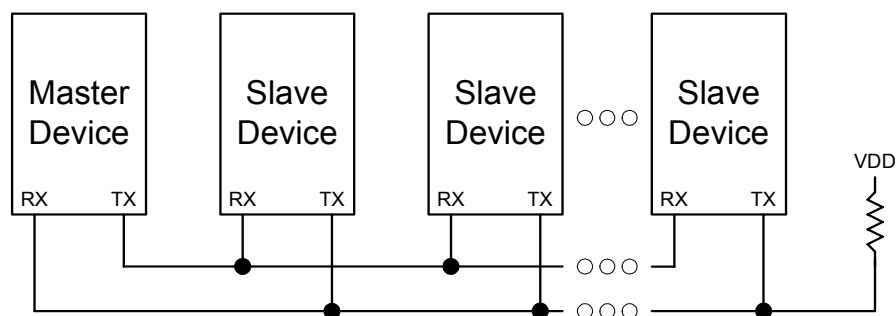 Master
Device
Slave
Device
Slave
Device
Slave
Device
VDD
RX TX
RX TX
RX TX
RX TX